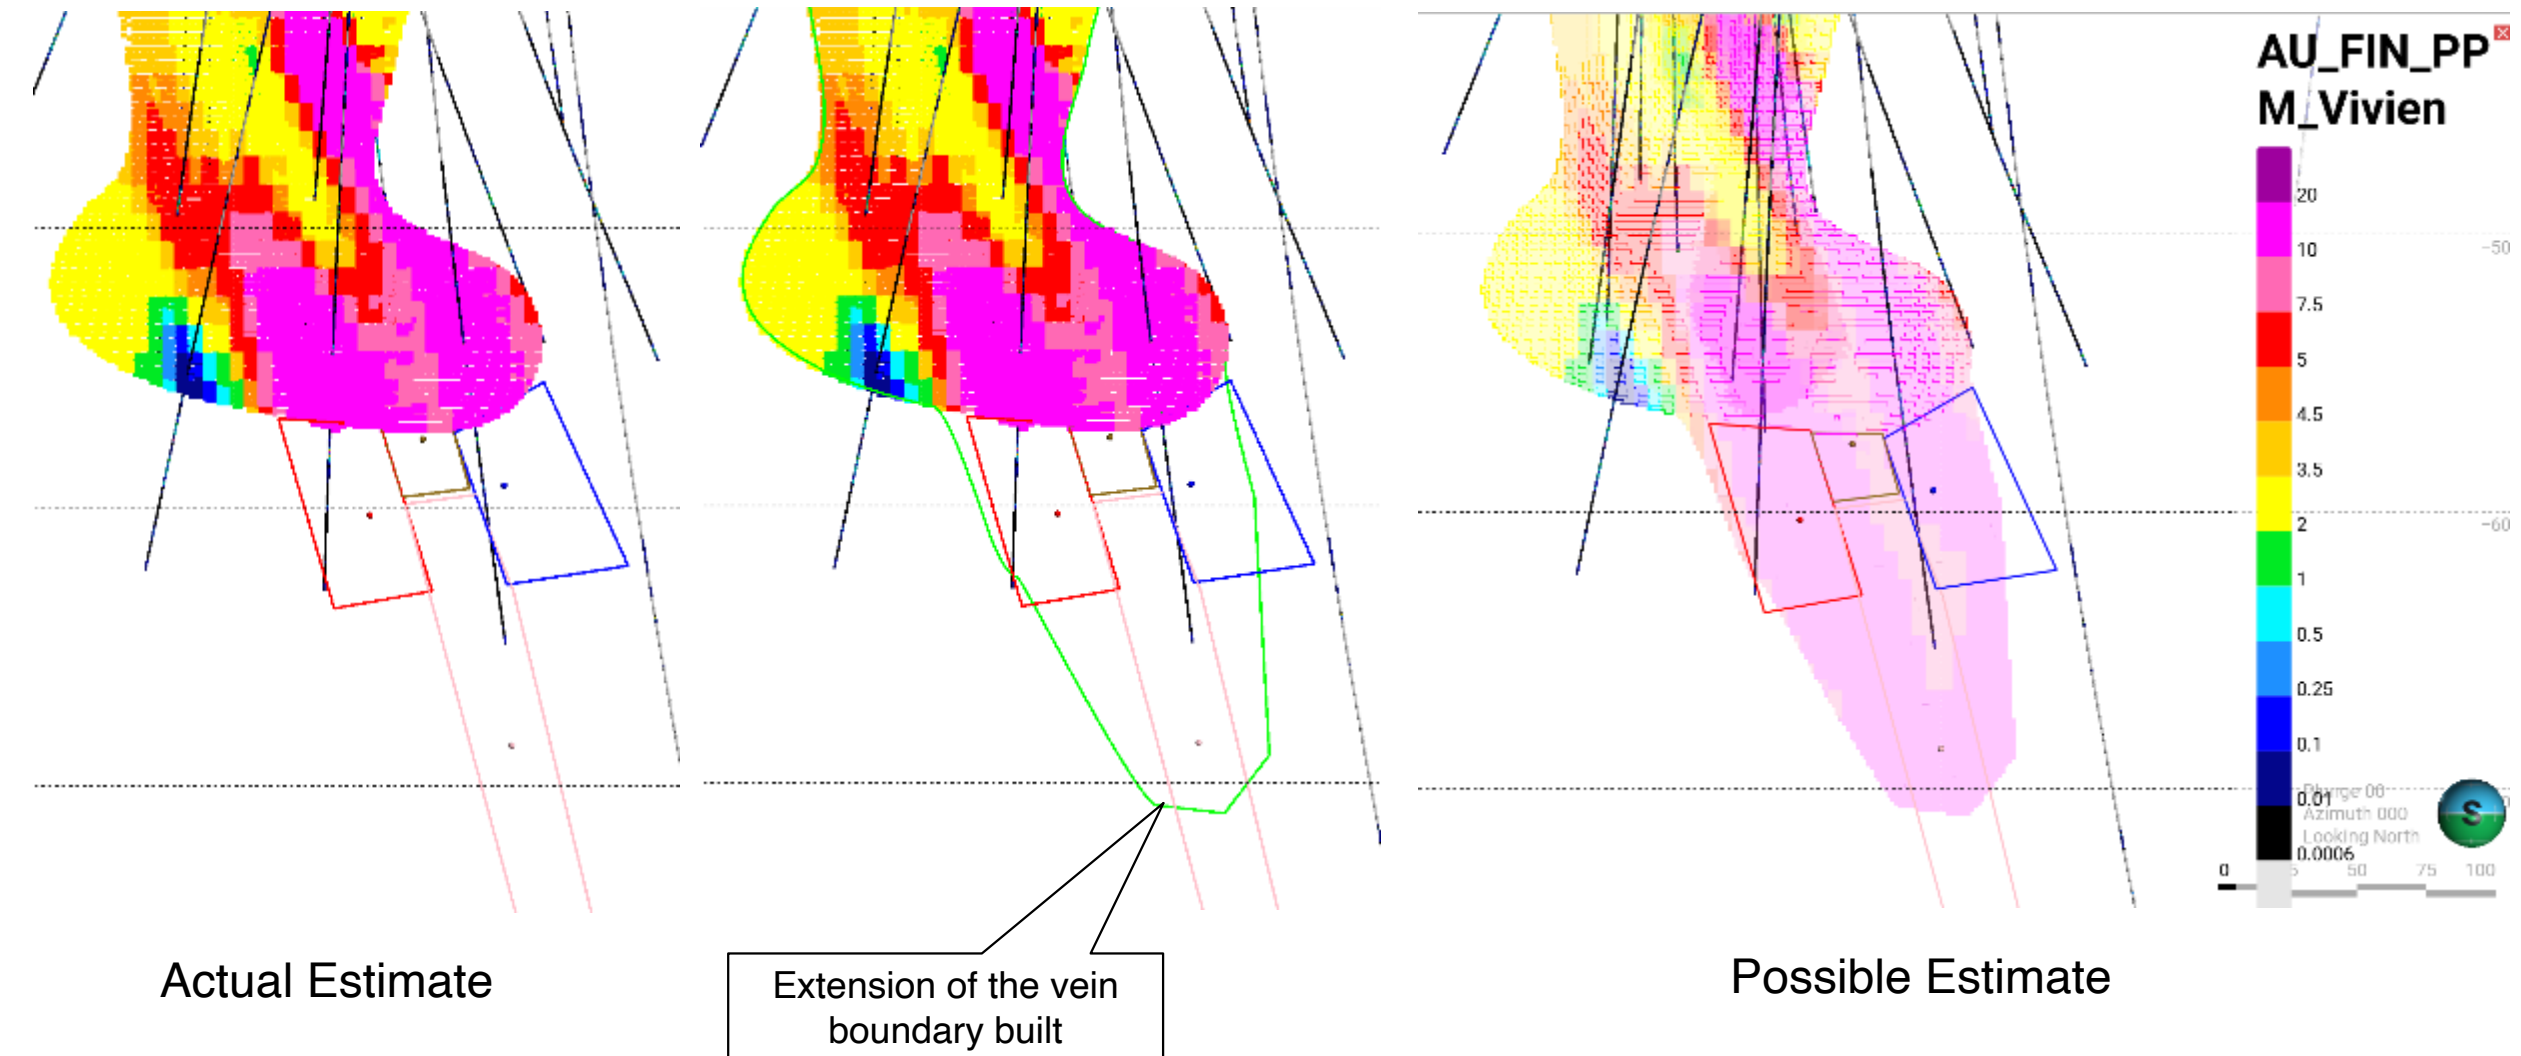 AU_FIN_PP
M_Vivien
20
10
7.5
5
4.5
3.5
2
1
0.5
0.25
0.1
0.01
0.0006
-50
-60
Azimuth 000
Looking North
S
0
50
75
100
Actual Estimate
Extension of the vein
boundary built
Possible Estimate